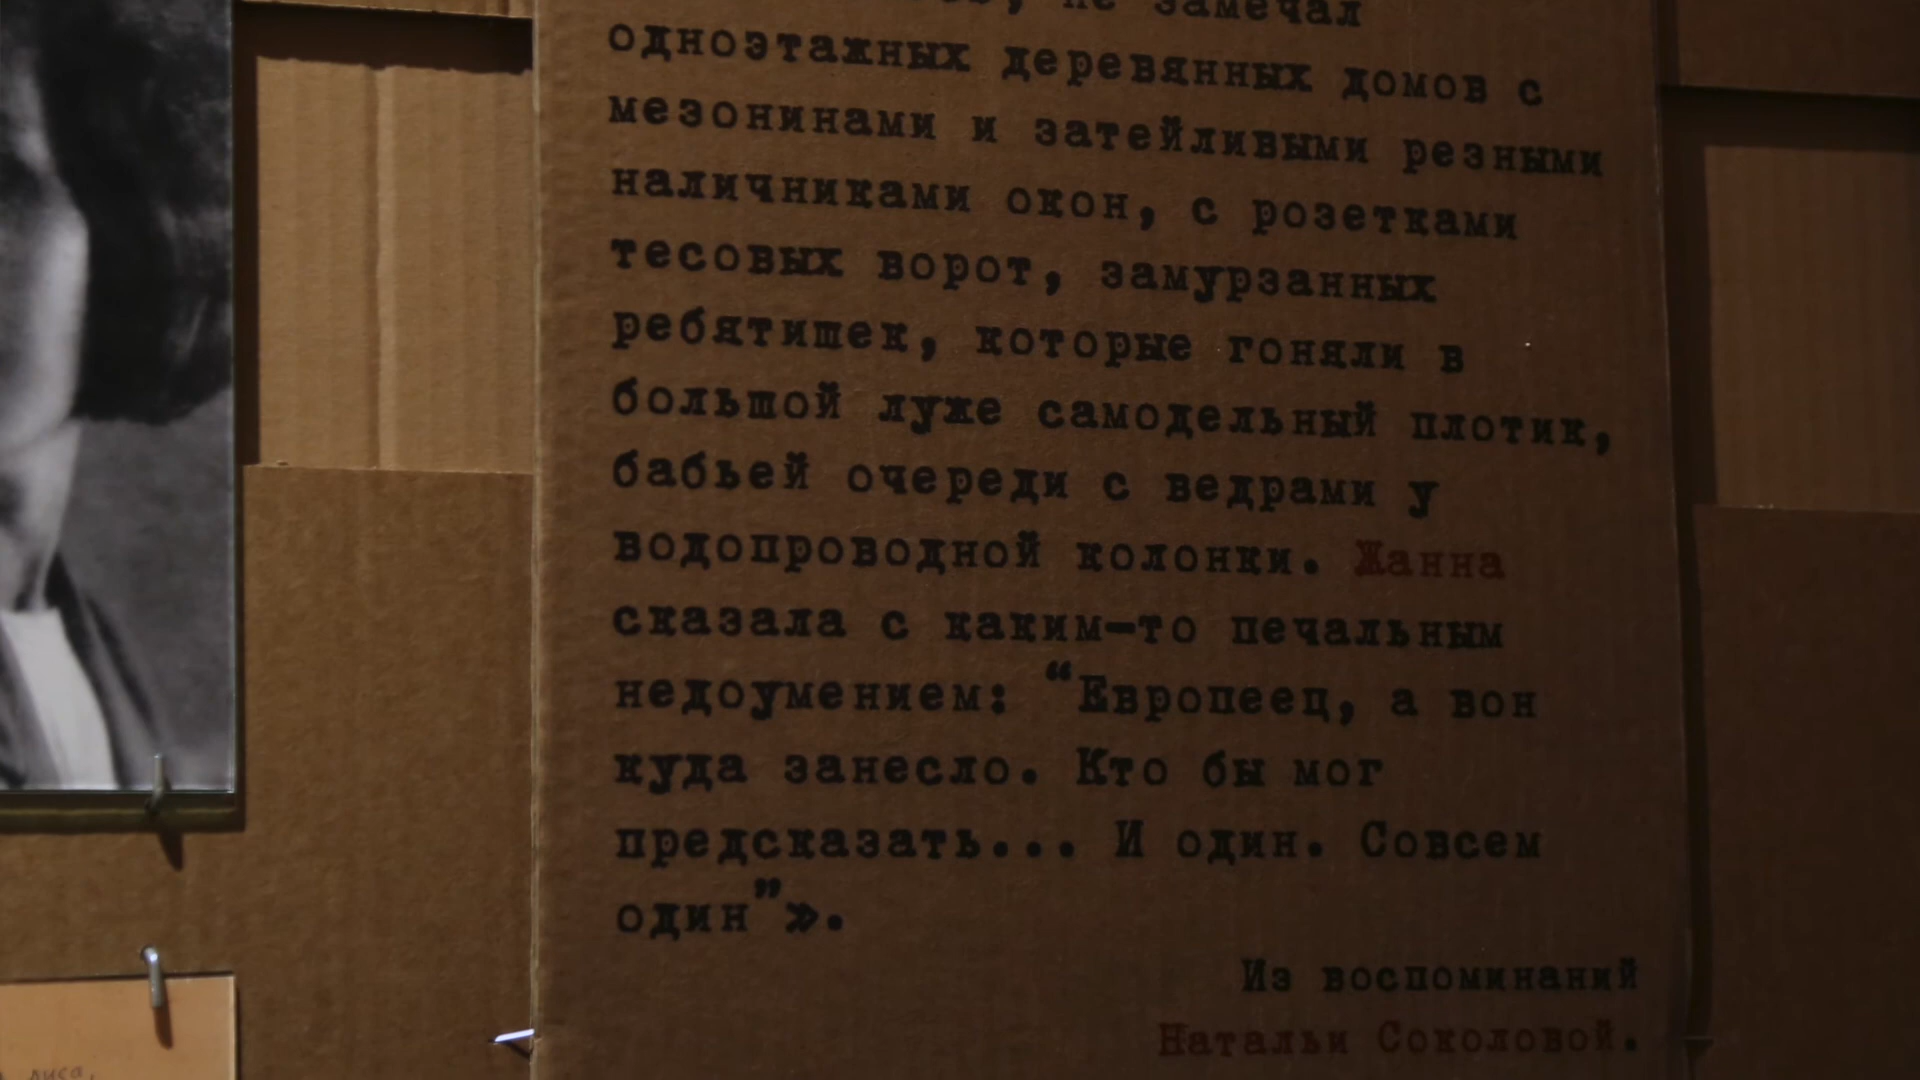 не замечал
одноэтажных деревянных домов с
мезонинами и затейливыми резными
наличниками окон, с розетками
тесовых ворот, замурзанных
ребятишек, которые гоняли в
большой луже самодельный плотик,
бабьей очереди с ведрами у
водопроводной колонки. Жанна
сказала с каким-то печальным
недоумением: “Европеец, а вон
куда занесло. Кто бы мог
предсказать... И один. Совсем
один”».
Из воспоминаний
Натальи Соколовой.